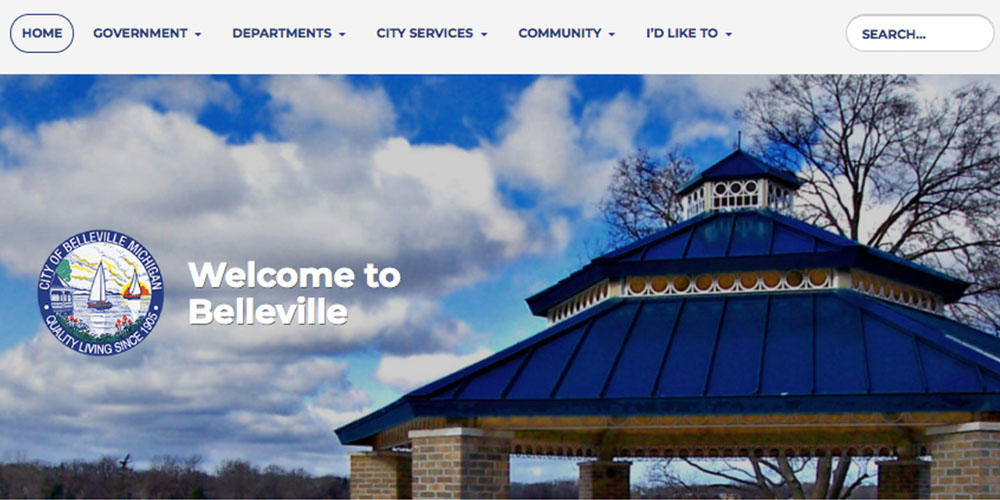 HOME GOVERNMENT DEPARTMENTS CITY SERVICES COMMUNITY I'D LIKE TO SEARCH...
CITY OF BELLEVILLE MICHIGAN
QUALITY LIVING SINCE 1905
Welcome to
Belleville